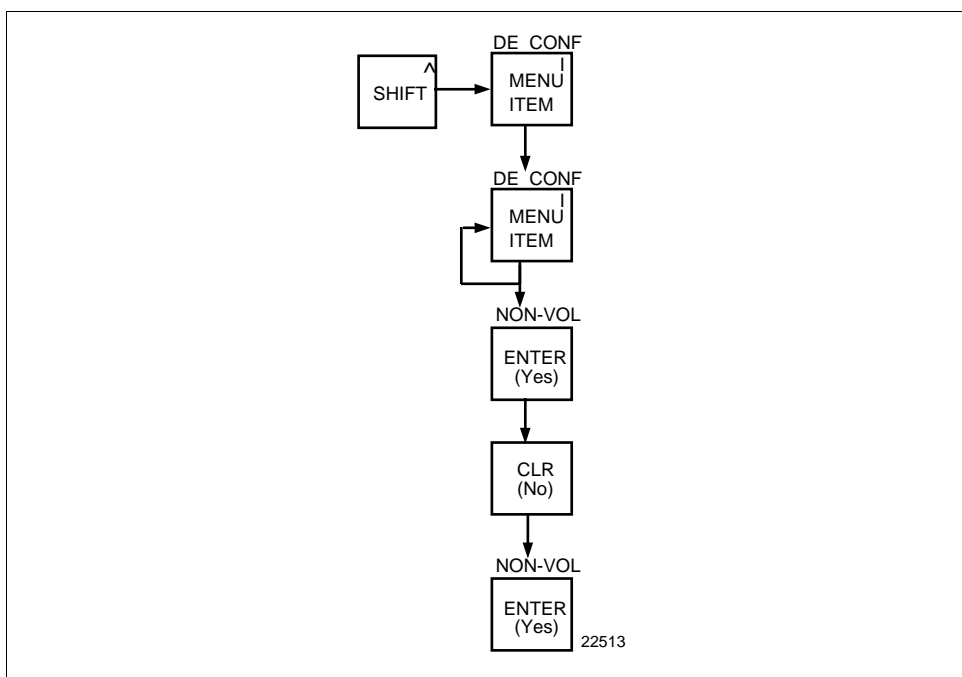 DE CONF
^
SHIFT
I
MENU
ITEM
DE CONF
I
MENU
ITEM
NON-VOL
ENTER
(Yes)
CLR
(No)
NON-VOL
ENTER
(Yes)
22513